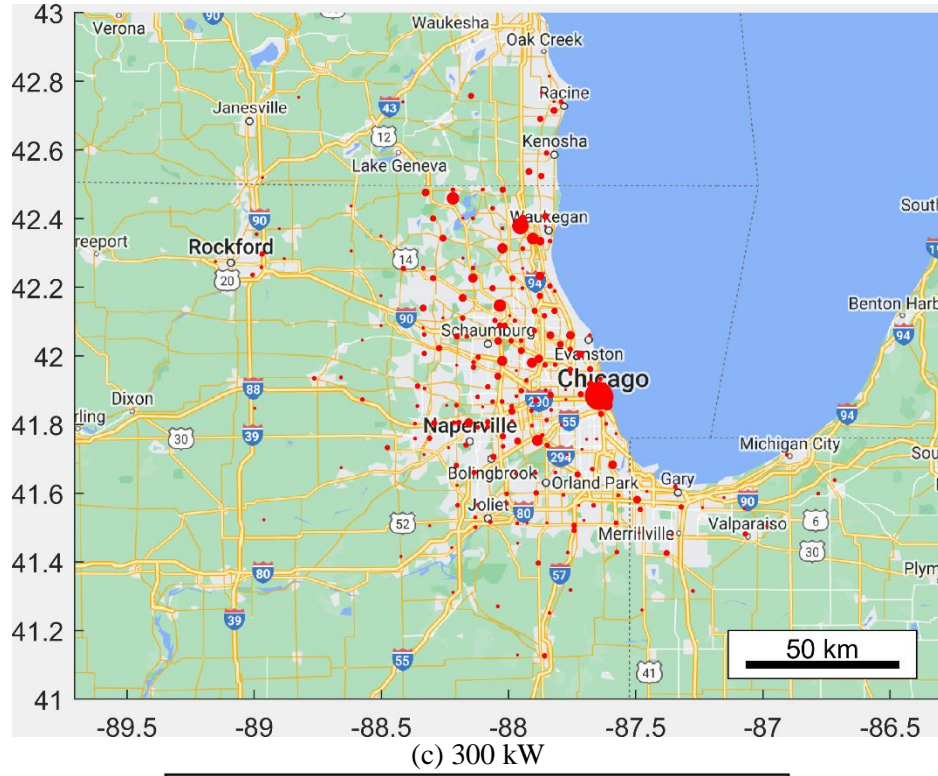 43
42.8
42.6
42.4
42.2
42
41.8
41.6
41.4
41.2
41
Verona
90
Waukesha
Oak Creek
Janesville
43
Racine
12
Kenosha
Lake Geneva
90
Waukegan
South
reeport
Rockford
14
20
94
Benton Harb
90
Schaumburg
94
Evanston
Chicago
88
290
Dixon
55
94
rling
30
39
Naperville
Michigan City
294
Sou
Bolingbrook
Orland Park
Gary
90
Joliet
52
80
Merrillville
Valparaiso
6
30
80
57
Plym
39
55
41
50 km
-89.5
-89
-88.5
-88
-87.5
-87
-86.5
(c) 300 kW